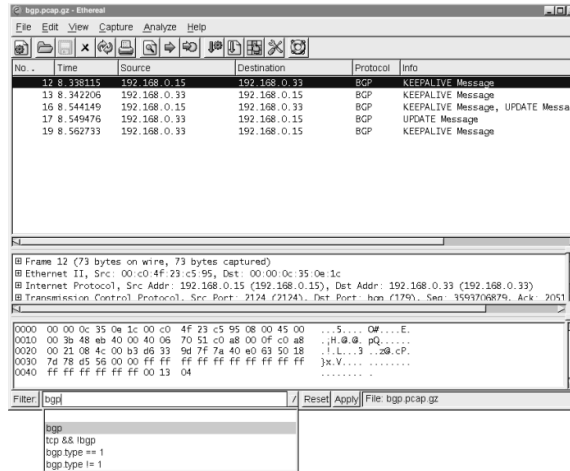 bgp.pcap.gz - Ethereal
File Edit View Capture Analyze Help
No. . Time Source Destination Protocol Info
12 8.338115 192.168.0.15 192.168.0.33 BGP KEEPALIVE Message
13 8.342206 192.168.0.33 192.168.0.15 BGP KEEPALIVE Message
16 8.544149 192.168.0.15 192.168.0.33 BGP KEEPALIVE Message, UPDATE Messa
17 8.549476 192.168.0.33 192.168.0.15 BGP UPDATE Message
19 8.562733 192.168.0.33 192.168.0.15 BGP KEEPALIVE Message
Frame 12 (73 bytes on wire, 73 bytes captured)
Ethernet II, Src: 00:c0:4f:23:c5:95, Dst: 00:00:0c:35:0e:1c
Internet Protocol, Src Addr: 192.168.0.15 (192.168.0.15), Dst Addr: 192.168.0.33 (192.168.0.33)
Transmission Control Protocol, Src Port: 2124 (2124), Dst Port: bgp (179), Seq: 3593706879, Ack: 2051
0000 00 00 0c 35 0e 1c 00 c0 4f 23 c5 95 08 00 45 00 ...5.... O#....E.
0010 00 3b 48 eb 40 00 40 06 70 51 c0 a8 00 0f c0 a8 .;H.@.@. pQ......
0020 00 21 08 4c 00 b3 d6 33 9d 7f 7a 40 e0 63 50 18 .!.L...3 ..z@.cP.
0030 7d 78 d5 56 00 00 ff ff ff ff ff ff ff ff ff ff }x.V.... ........
0040 ff ff ff ff ff ff 00 13 04 ........ .
Filter: bgp / Reset Apply File: bgp.pcap.gz
bgp
tcp && !bgp
bgp.type == 1
bgp.type != 1